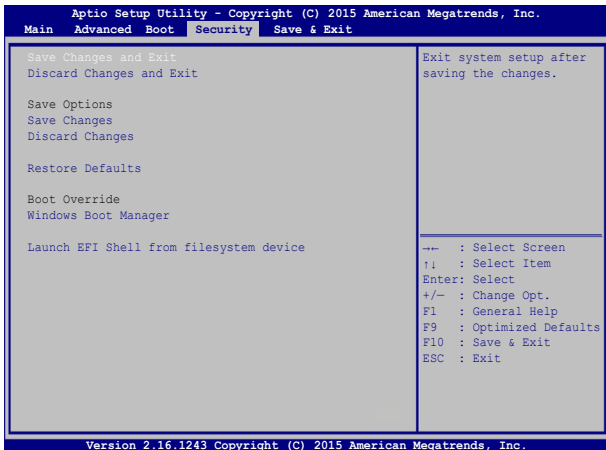 Aptio Setup Utility - Copyright (C) 2015 American Megatrends, Inc.
Main Advanced Boot Security Save & Exit
Save Changes and Exit
Discard Changes and Exit
Save Options
Save Changes
Discard Changes
Restore Defaults
Boot Override
Windows Boot Manager
Launch EFI Shell from filesystem device
Exit system setup after
saving the changes.
→← : Select Screen
↑↓ : Select Item
Enter: Select
+/— : Change Opt.
F1 : General Help
F9 : Optimized Defaults
F10 : Save & Exit
ESC : Exit
Version 2.16.1243 Copyright (C) 2015 American Megatrends, Inc.